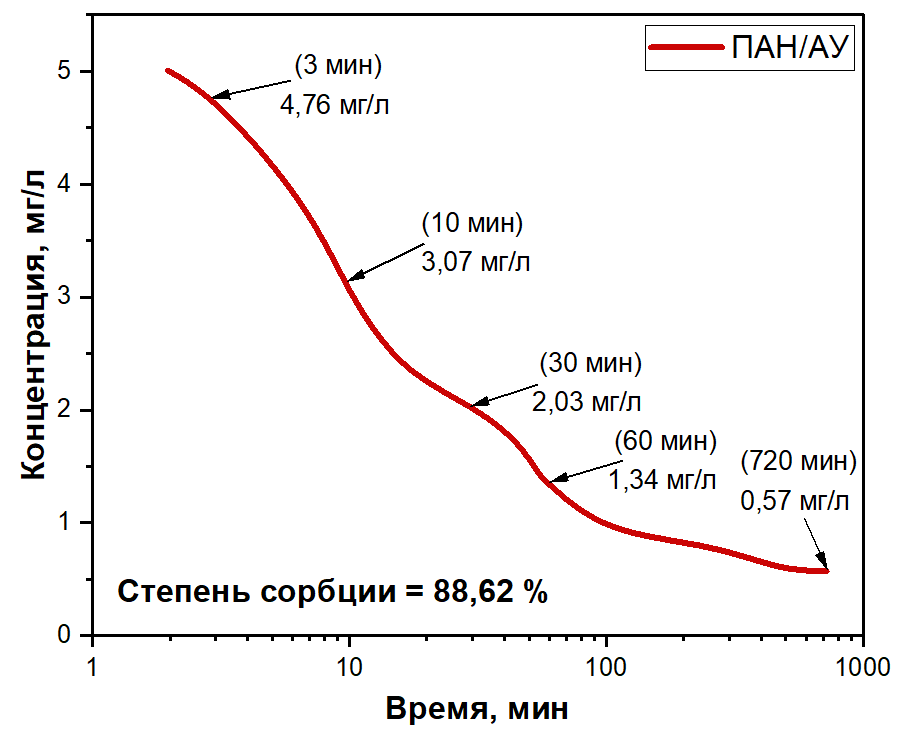 ПАН/АУ
(3 мин)
4,76 мг/л
(10 мин)
3,07 мг/л
(30 мин)
2,03 мг/л
(60 мин)
1,34 мг/л
(720 мин)
0,57 мг/л
Степень сорбции = 88,62 %
Концентрация, мг/л
5
4
3
2
1
0
1
10
100
1000
Время, мин